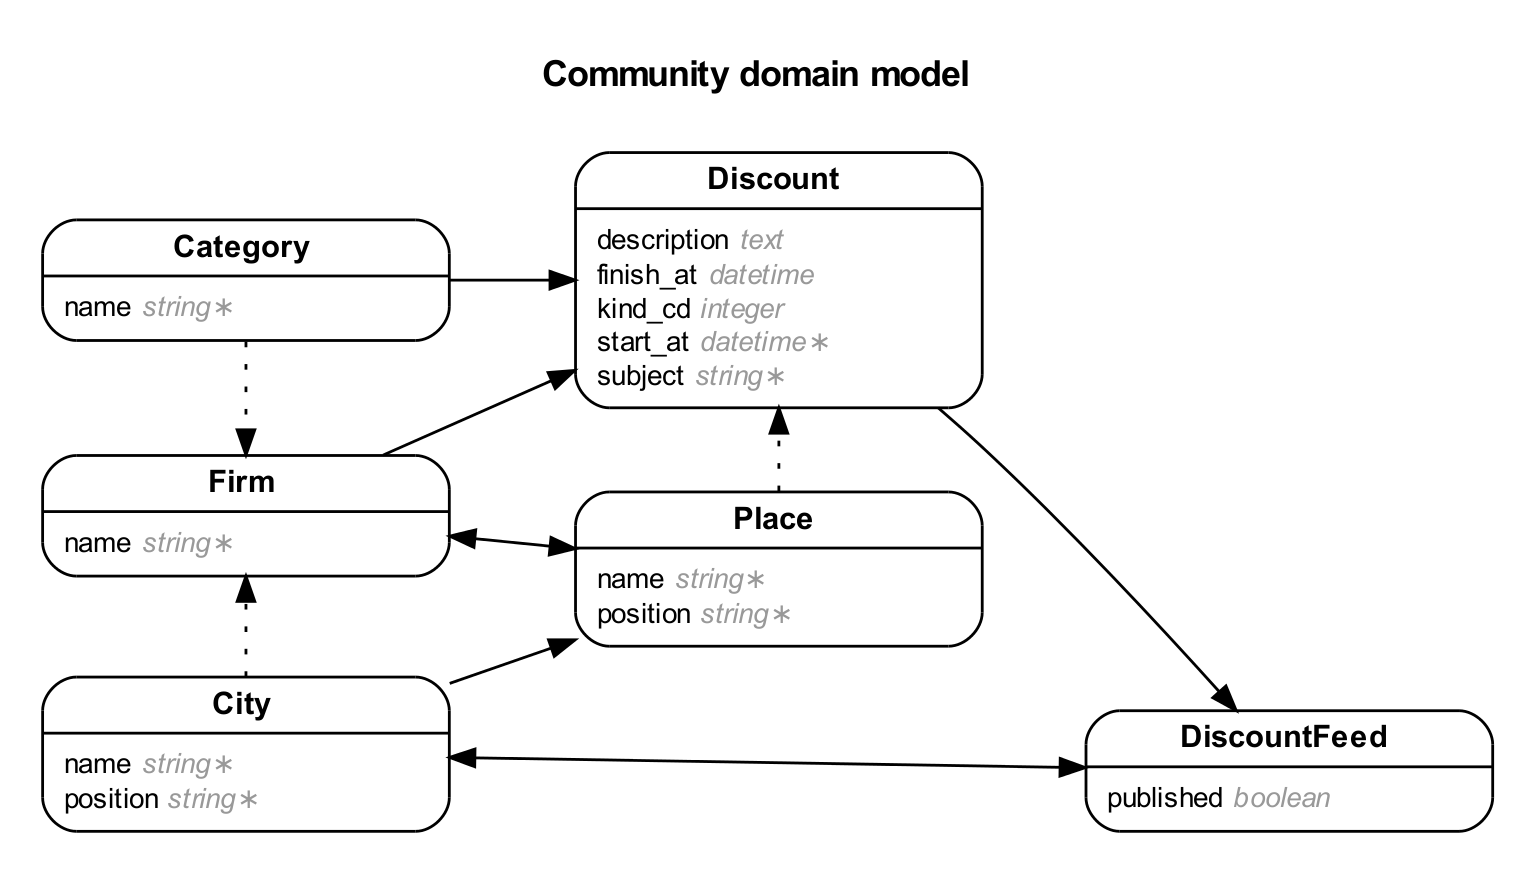 Community domain model
Discount
description text
finish_at datetime
kind_cd integer
start_at datetime∗
subject string∗
Category
name string∗
Firm
name string∗
Place
name string∗
position string∗
City
name string∗
position string∗
DiscountFeed
published boolean